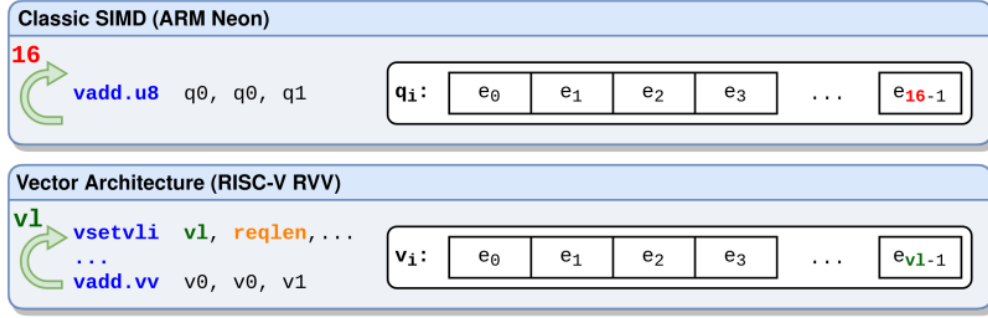 Classic SIMD (ARM Neon)
16
vadd.u8 q0, q0, q1
qi: e0 e1 e2 e3 ... e16-1
Vector Architecture (RISC-V RVV)
vl
vsetvli vl, reqlen,...
...
vadd.vv v0, v0, v1
vi: e0 e1 e2 e3 ... evl-1